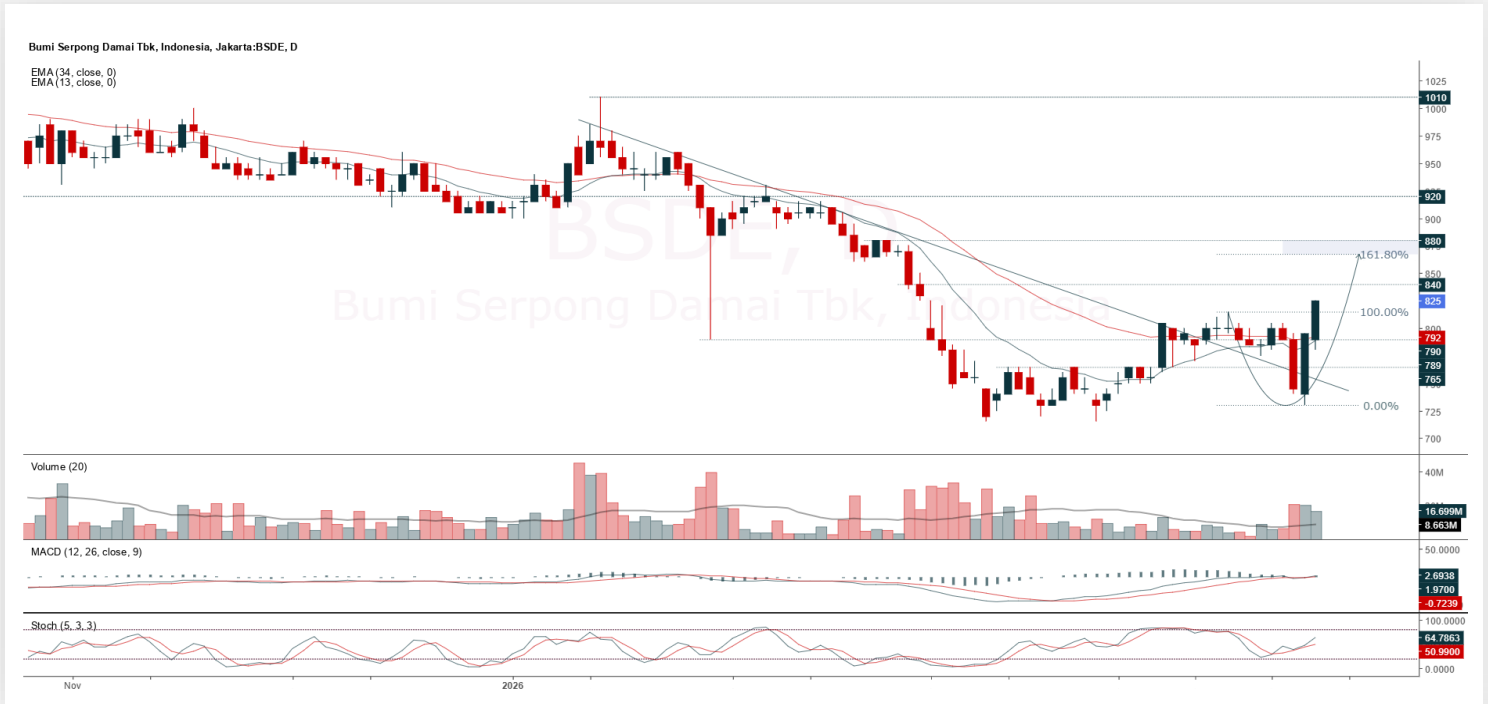 Bumi Serpong Damai Tbk, Indonesia, Jakarta:BSDE, D
EMA (34, close, 0)
EMA (13, close, 0)
BSDE, D
Bumi Serpong Damai Tbk, Indonesia
1025
1010
1000
975
950
920
900
880
161.80%
850
840
825
100.00%
800
792
790
789
765
0.00%
725
700
Volume (20)
40M
16.699M
8.663M
MACD (12, 26, close, 9)
50.0000
2.6938
1.9700
-0.7239
Stoch (5, 3, 3)
100.0000
64.7863
50.9900
0.0000
Nov
2026